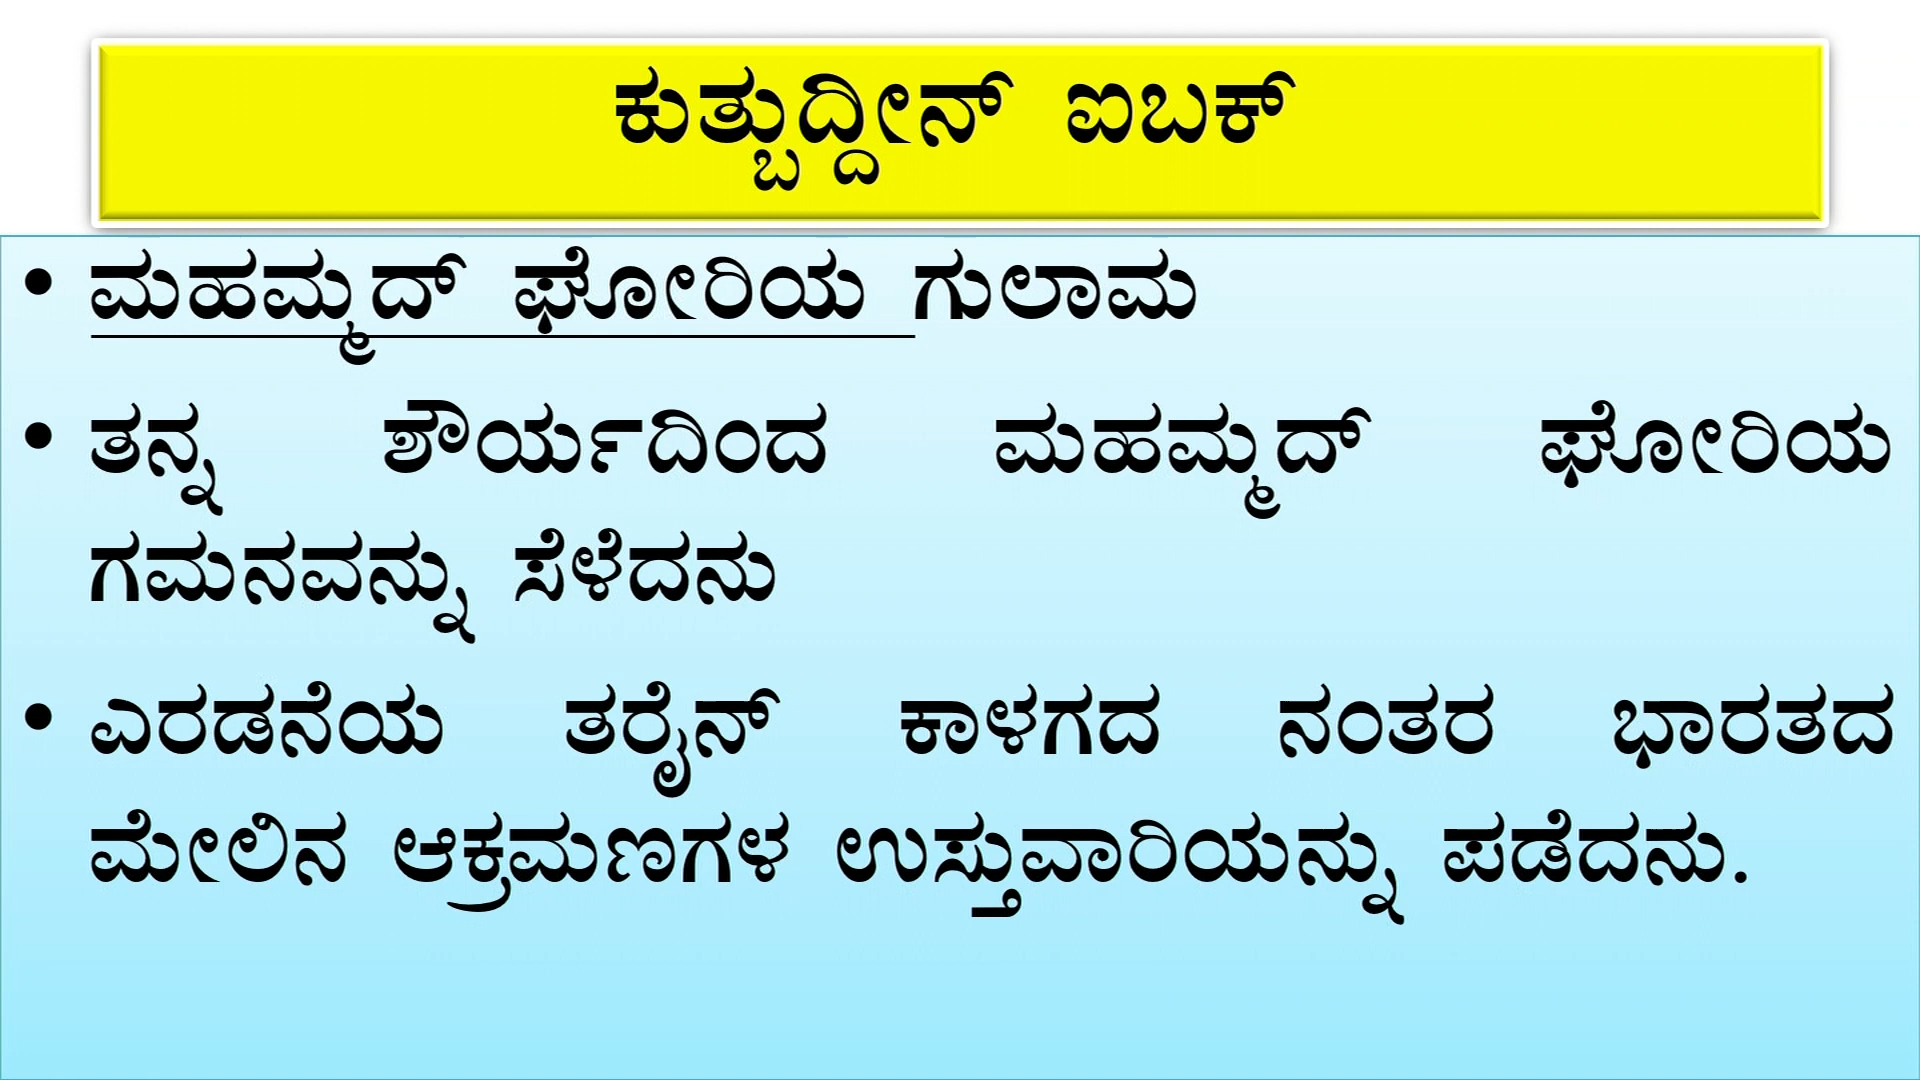 ಕುತ್ಬುದ್ದೀನ್ ಐಬಕ್
• ಮಹಮ್ಮದ್ ಘೋರಿಯ ಗುಲಾಮ
• ತನ್ನ ಶೌರ್ಯದಿಂದ ಮಹಮ್ಮದ್ ಘೋರಿಯ
ಗಮನವನ್ನು ಸೆಳೆದನು
• ಎರಡನೆಯ ತರೈನ್ ಕಾಳಗದ ನಂತರ ಭಾರತದ
ಮೇಲಿನ ಆಕ್ರಮಣಗಳ ಉಸ್ತುವಾರಿಯನ್ನು ಪಡೆದನು.